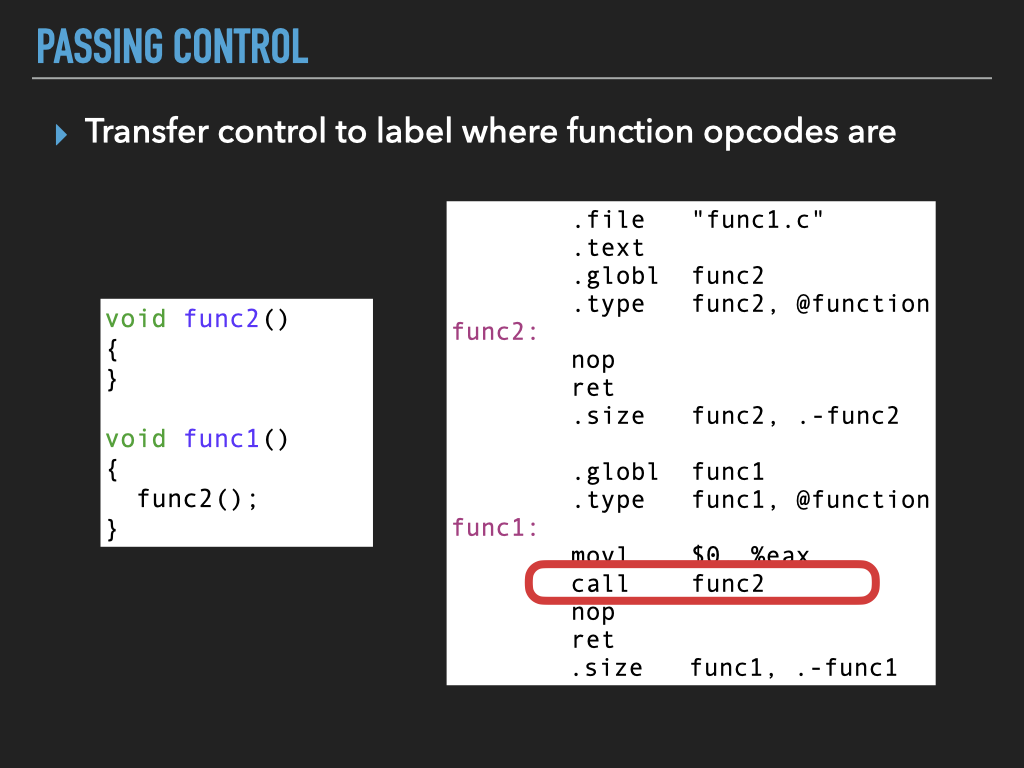 PASSING CONTROL
Transfer control to label where function opcodes are
void func2()
{
}
void func1()
{
func2();
}
.file "func1.c"
.text
.globl func2
.type func2, @function
func2:
nop
ret
.size func2, .-func2
.globl func1
.type func1, @function
func1:
movl $0, %eax
call func2
nop
ret
.size func1, .-func1